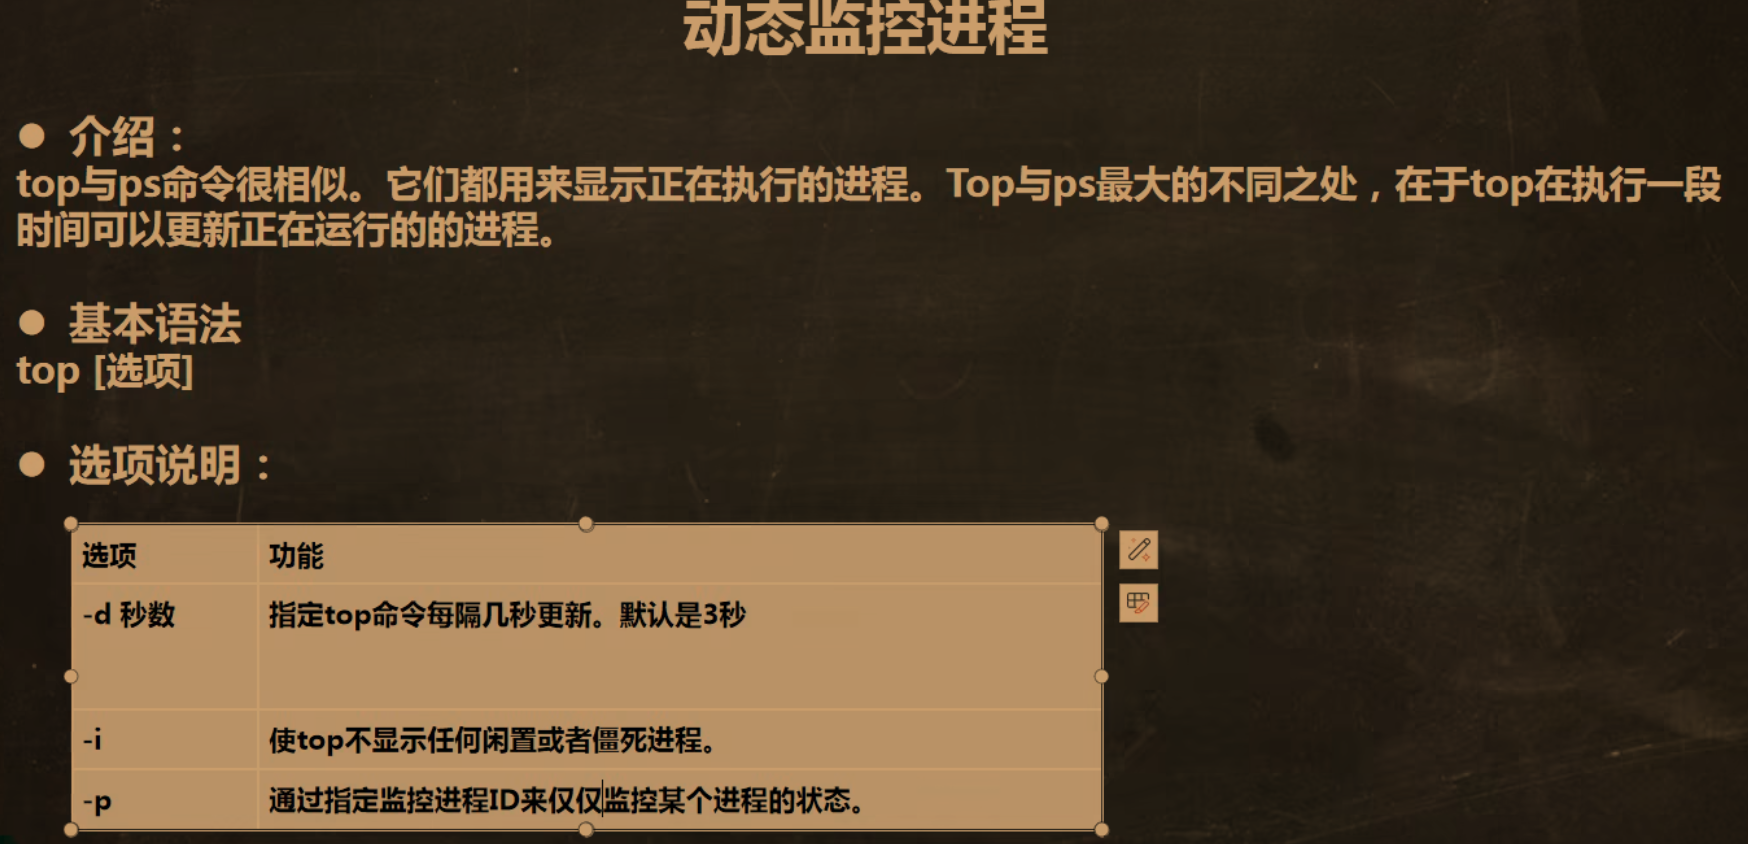 动态监控进程
● 介绍：
top与ps命令很相似。它们都用来显示正在执行的进程。Top与ps最大的不同之处，在于top在执行一段
时间可以更新正在运行的的进程。
● 基本语法
top [选项]
● 选项说明：
选项 功能
-d 秒数 指定top命令每隔几秒更新。默认是3秒
-i 使top不显示任何闲置或者僵死进程。
-p 通过指定监控进程ID来仅仅监控某个进程的状态。